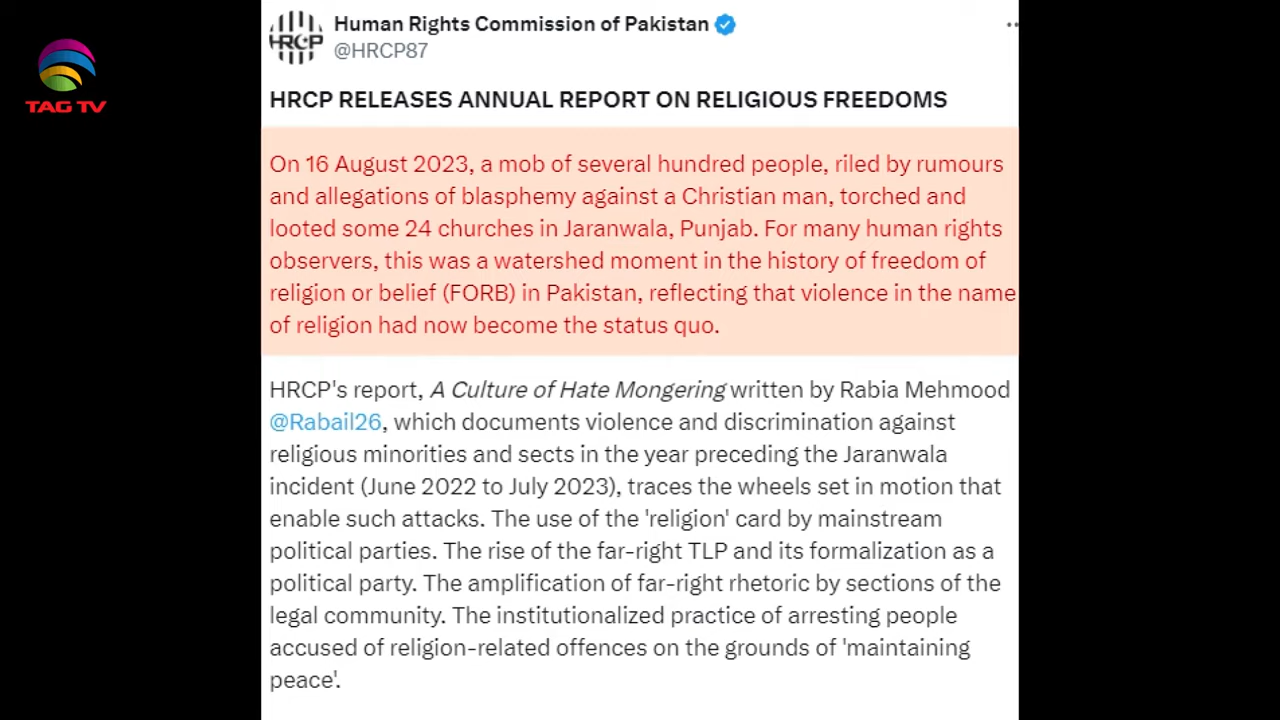 TAG TV
HRCP
Human Rights Commission of Pakistan
@HRCP87
HRCP RELEASES ANNUAL REPORT ON RELIGIOUS FREEDOMS
On 16 August 2023, a mob of several hundred people, riled by rumours
and allegations of blasphemy against a Christian man, torched and
looted some 24 churches in Jaranwala, Punjab. For many human rights
observers, this was a watershed moment in the history of freedom of
religion or belief (FORB) in Pakistan, reflecting that violence in the name
of religion had now become the status quo.
HRCP's report, A Culture of Hate Mongering written by Rabia Mehmood
@Rabail26, which documents violence and discrimination against
religious minorities and sects in the year preceding the Jaranwala
incident (June 2022 to July 2023), traces the wheels set in motion that
enable such attacks. The use of the 'religion' card by mainstream
political parties. The rise of the far-right TLP and its formalization as a
political party. The amplification of far-right rhetoric by sections of the
legal community. The institutionalized practice of arresting people
accused of religion-related offences on the grounds of 'maintaining
peace'.